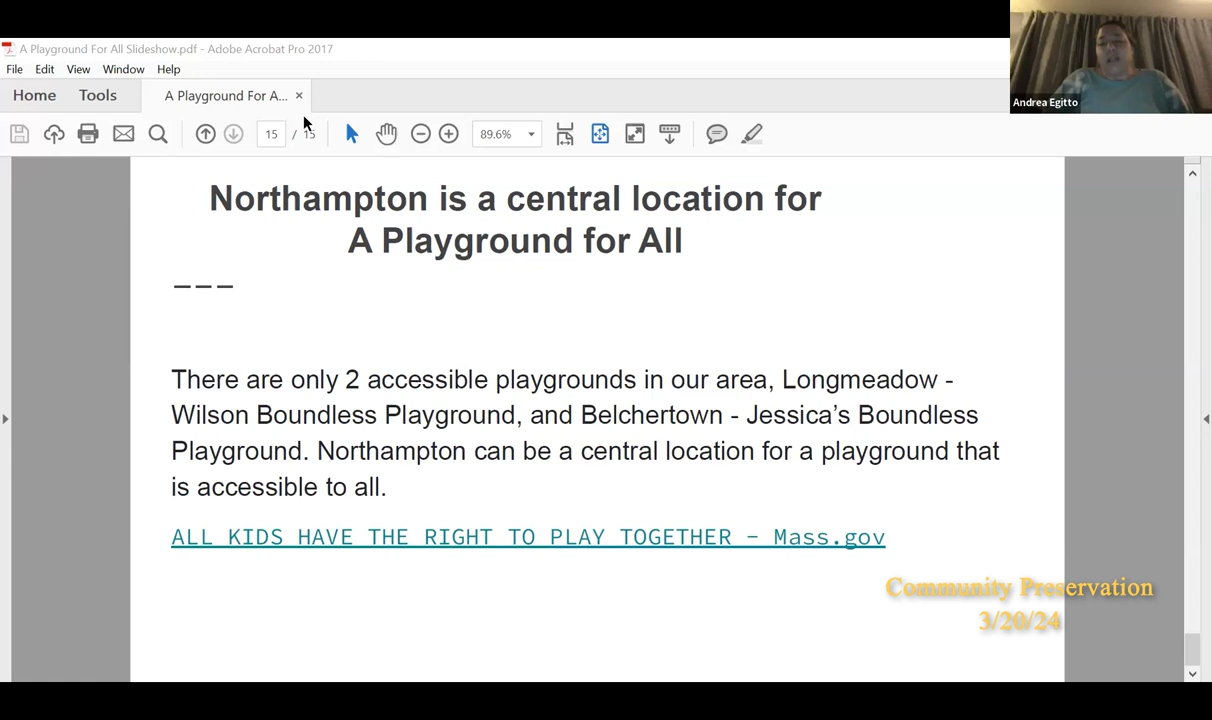 A Playground For All Slideshow.pdf - Adobe Acrobat Pro 2017
File Edit View Window Help
Home Tools A Playground For A... ×
15 / 15 89.6%
Andrea Egitto
Northampton is a central location for
A Playground for All
There are only 2 accessible playgrounds in our area, Longmeadow -
Wilson Boundless Playground, and Belchertown - Jessica’s Boundless
Playground. Northampton can be a central location for a playground that
is accessible to all.
ALL KIDS HAVE THE RIGHT TO PLAY TOGETHER - Mass.gov
Community Preservation
3/20/24